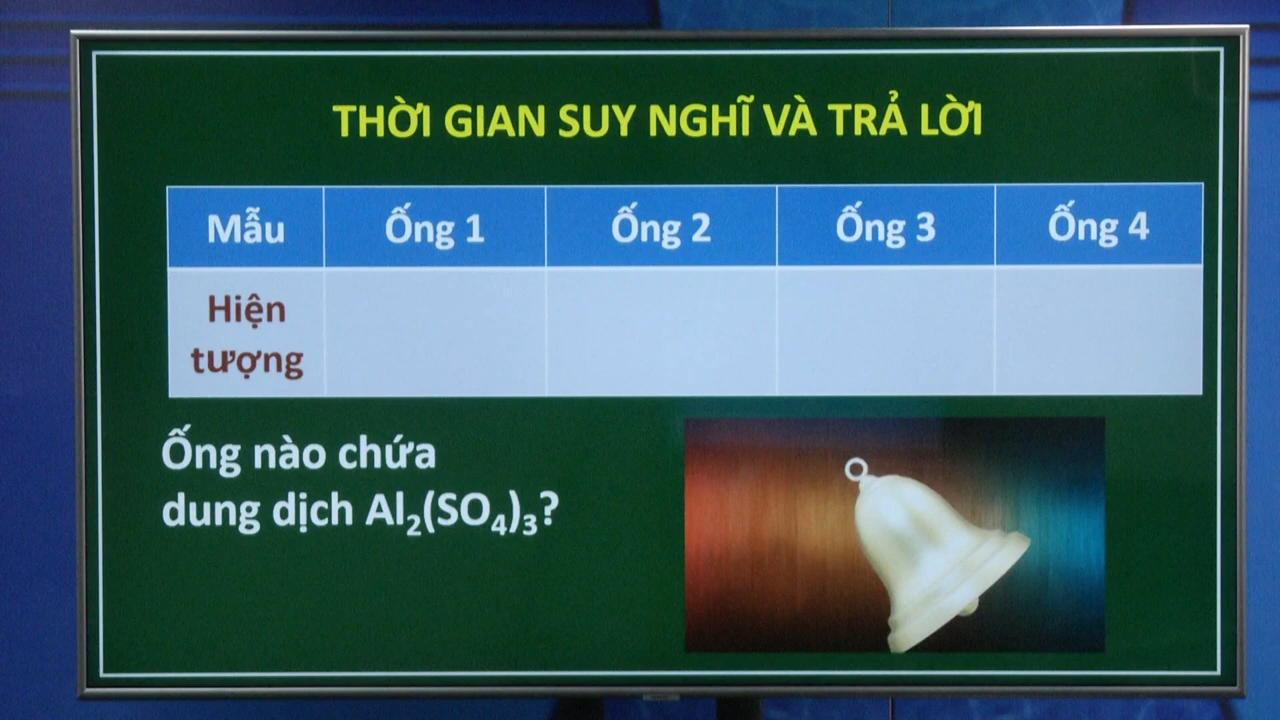 THỜI GIAN SUY NGHĨ VÀ TRẢ LỜI
Mẫu Ống 1 Ống 2 Ống 3 Ống 4
Hiện
tượng
Ống nào chứa
dung dịch Al₂(SO₄)₃?